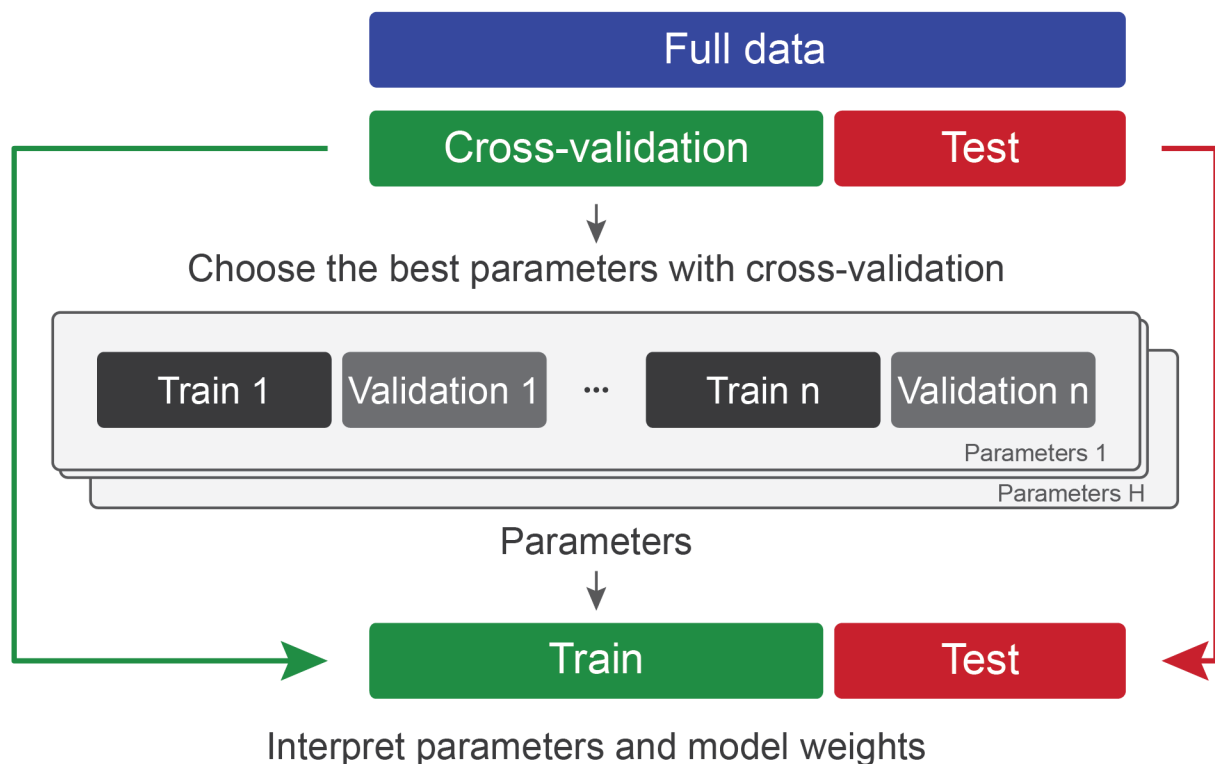 Full data
Cross-validation Test
Choose the best parameters with cross-validation
Train 1 Validation 1 ... Train n Validation n
Parameters 1
Parameters H
Parameters
Train Test
Interpret parameters and model weights